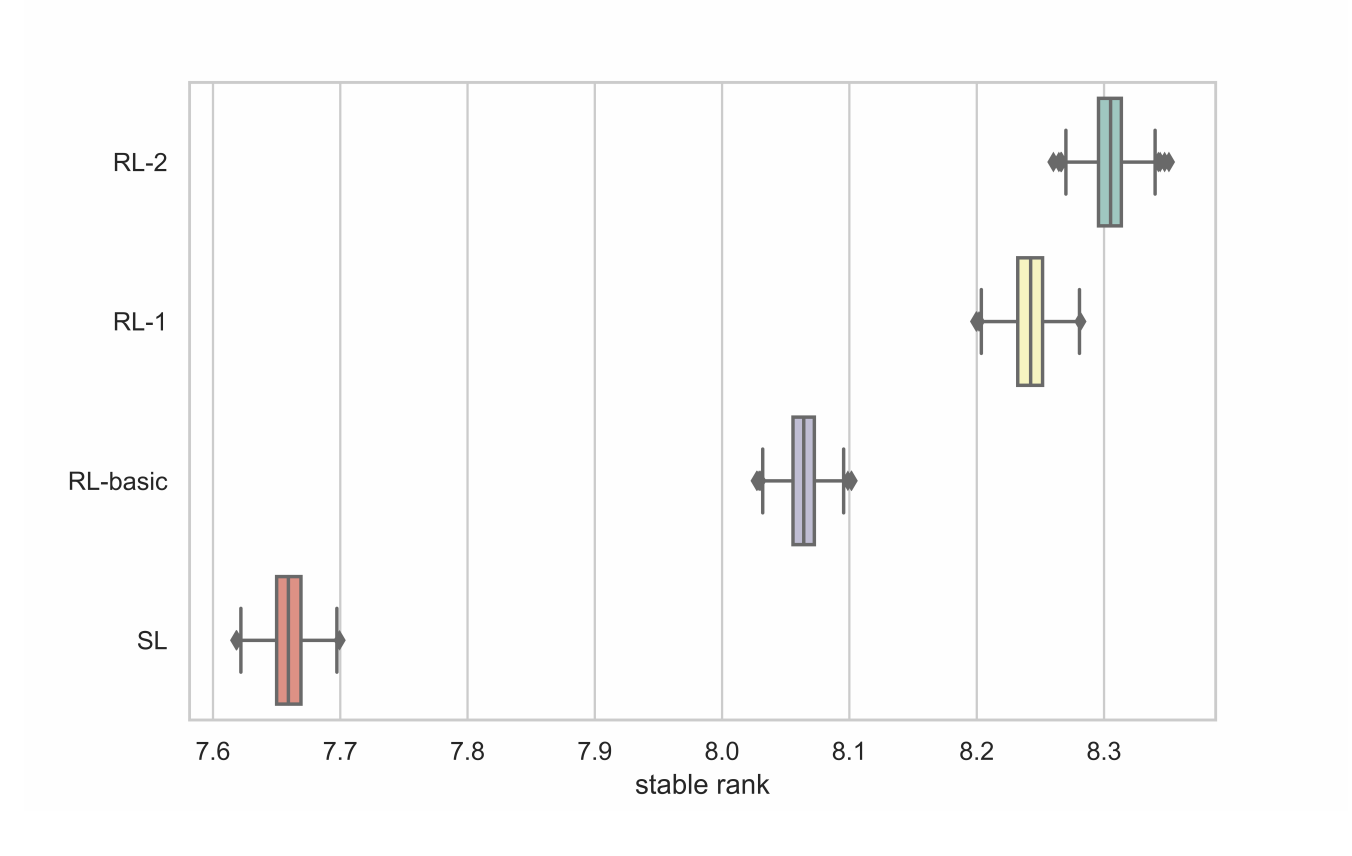 RL-2
RL-1
RL-basic
SL
7.6 7.7 7.8 7.9 8.0 8.1 8.2 8.3
stable rank